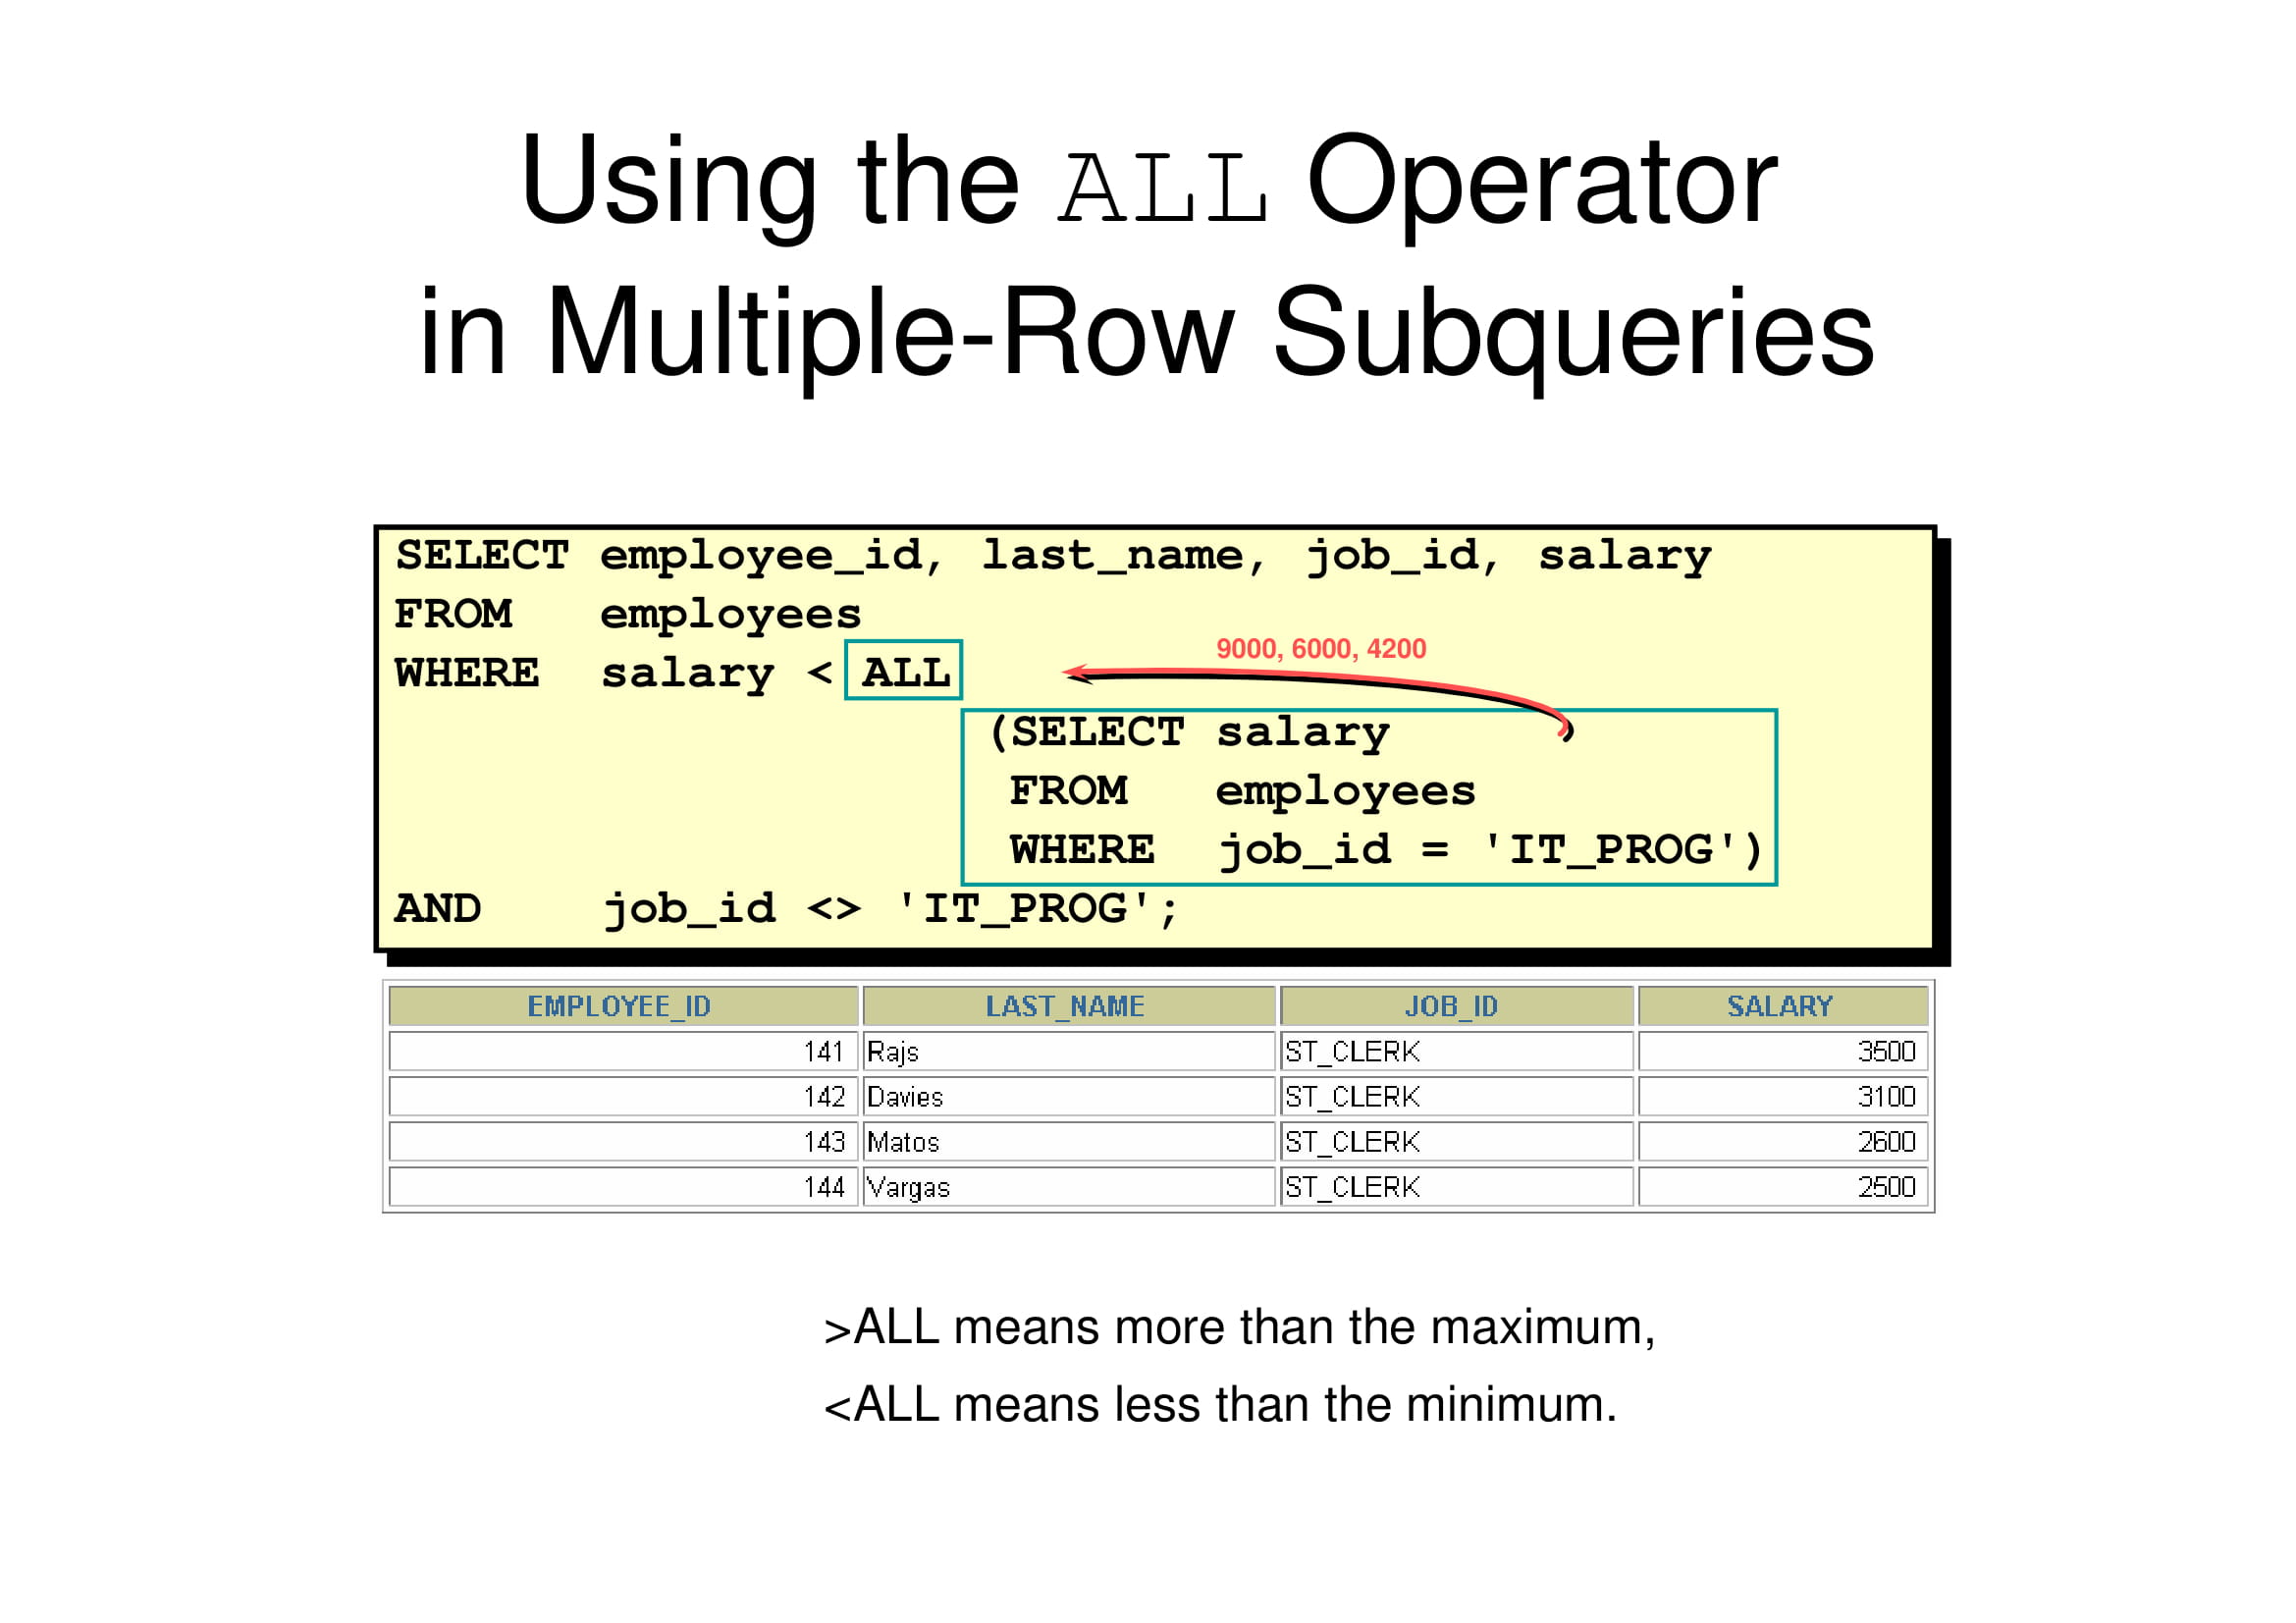 Using the ALL Operator
in Multiple-Row Subqueries
SELECT employee_id, last_name, job_id, salary
FROM employees
WHERE salary < ALL
9000, 6000, 4200
(SELECT salary
FROM employees
WHERE job_id = 'IT_PROG')
AND job_id <> 'IT_PROG';
EMPLOYEE_ID LAST_NAME JOB_ID SALARY
141 Rajs ST_CLERK 3500
142 Davies ST_CLERK 3100
143 Matos ST_CLERK 2600
144 Vargas ST_CLERK 2500
>ALL means more than the maximum,
<ALL means less than the minimum.